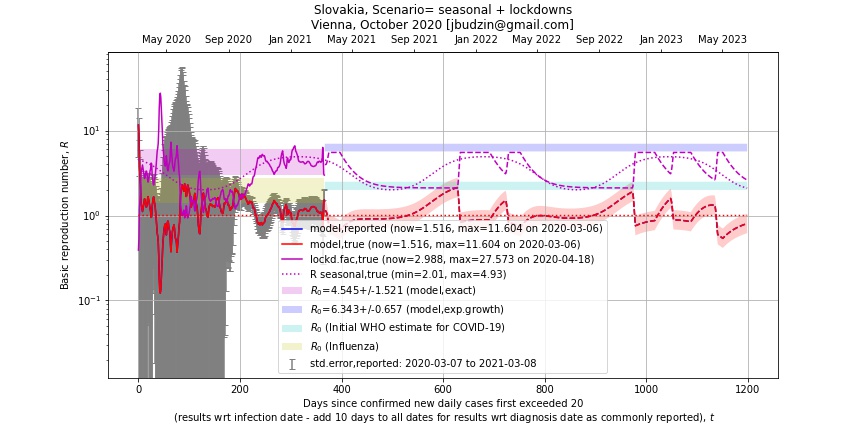 Slovakia, Scenario= seasonal + lockdowns
Vienna, October 2020 [jbudzin@gmail.com]
May 2020 Sep 2020 Jan 2021 May 2021 Sep 2021 Jan 2022 May 2022 Sep 2022 Jan 2023 May 2023
Basic reproduction number, R
10¹
10⁰
10⁻¹
model,reported (now=1.516, max=11.604 on 2020-03-06)
model,true (now=1.516, max=11.604 on 2020-03-06)
lockd.fac,true (now=2.988, max=27.573 on 2020-04-18)
R seasonal,true (min=2.01, max=4.93)
R₀=4.545+/-1.521 (model,exact)
R₀=6.343+/-0.657 (model,exp.growth)
R₀ (Initial WHO estimate for COVID-19)
R₀ (Influenza)
std.error,reported: 2020-03-07 to 2021-03-08
0 200 400 600 800 1000 1200
Days since confirmed new daily cases first exceeded 20
(results wrt infection date - add 10 days to all dates for results wrt diagnosis date as commonly reported), t